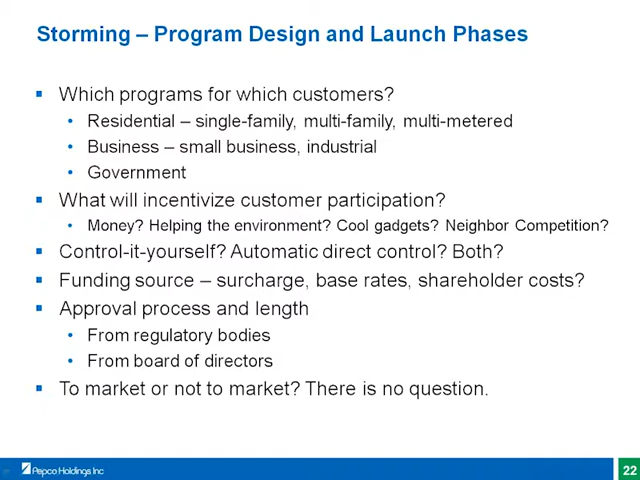 Storming – Program Design and Launch Phases
Which programs for which customers?
Residential – single-family, multi-family, multi-metered
Business – small business, industrial
Government
What will incentivize customer participation?
Money? Helping the environment? Cool gadgets? Neighbor Competition?
Control-it-yourself? Automatic direct control? Both?
Funding source – surcharge, base rates, shareholder costs?
Approval process and length
From regulatory bodies
From board of directors
To market or not to market? There is no question.
Pepco Holdings Inc
22